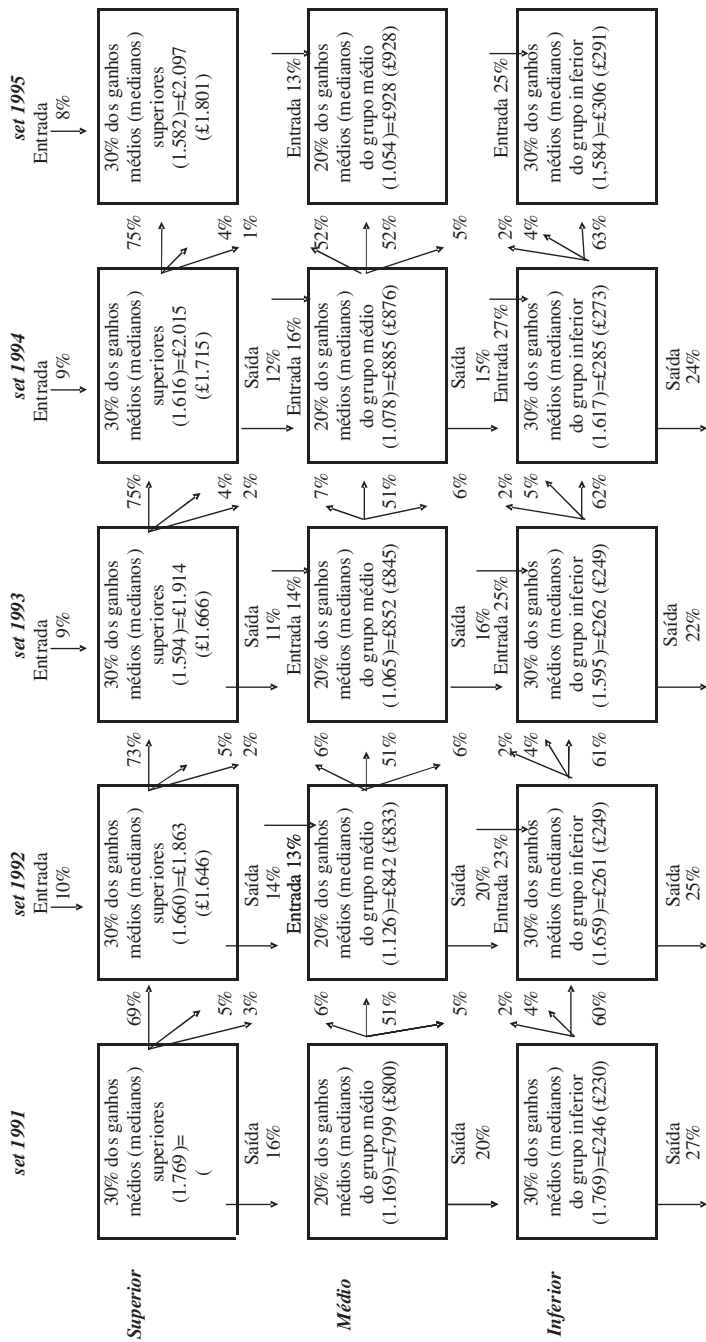 set 1991
set 1992
set 1993
set 1994
set 1995
Entrada
10%
Entrada
9%
Entrada
9%
Entrada
8%
Superior
30% dos ganhos
médios (medianos)
superiores
(1.769)=
(
69%
5%
3%
30% dos ganhos
médios (medianos)
superiores
(1.660)=£1.863
(£1.646)
73%
5%
2%
30% dos ganhos
médios (medianos)
superiores
(1.594)=£1.914
(£1.666)
75%
4%
2%
30% dos ganhos
médios (medianos)
superiores
(1.616)=£2.015
(£1.715)
75%
4%
1%
30% dos ganhos
médios (medianos)
superiores
(1.582)=£2.097
(£1.801)
Saída
16%
Saída
14%
Entrada 13%
Saída
11%
Entrada 14%
Saída
12%
Entrada 16%
Entrada 13%
Médio
20% dos ganhos
médios (medianos)
do grupo médio
(1.169)=£799 (£800)
6%
51%
5%
20% dos ganhos
médios (medianos)
do grupo médio
(1.126)=£842 (£833)
6%
51%
6%
20% dos ganhos
médios (medianos)
do grupo médio
(1.065)=£852 (£845)
7%
51%
6%
20% dos ganhos
médios (medianos)
do grupo médio
(1.078)=£885 (£876)
52%
52%
5%
20% dos ganhos
médios (medianos)
do grupo médio
(1.054)=£928 (£928)
Saída
20%
Saída
20%
Entrada 23%
Saída
16%
Entrada 25%
Saída
15%
Entrada 27%
Entrada 25%
Inferior
30% dos ganhos
médios (medianos)
do grupo inferior
(1.769)=£246 (£230)
2%
4%
60%
30% dos ganhos
médios (medianos)
do grupo inferior
(1.659)=£261 (£249)
2%
4%
61%
30% dos ganhos
médios (medianos)
do grupo inferior
(1.595)=£262 (£249)
2%
5%
62%
30% dos ganhos
médios (medianos)
do grupo inferior
(1.617)=£285 (£273)
2%
4%
63%
30% dos ganhos
médios (medianos)
do grupo inferior
(1,584)=£306 (£291)
Saída
27%
Saída
25%
Saída
22%
Saída
24%